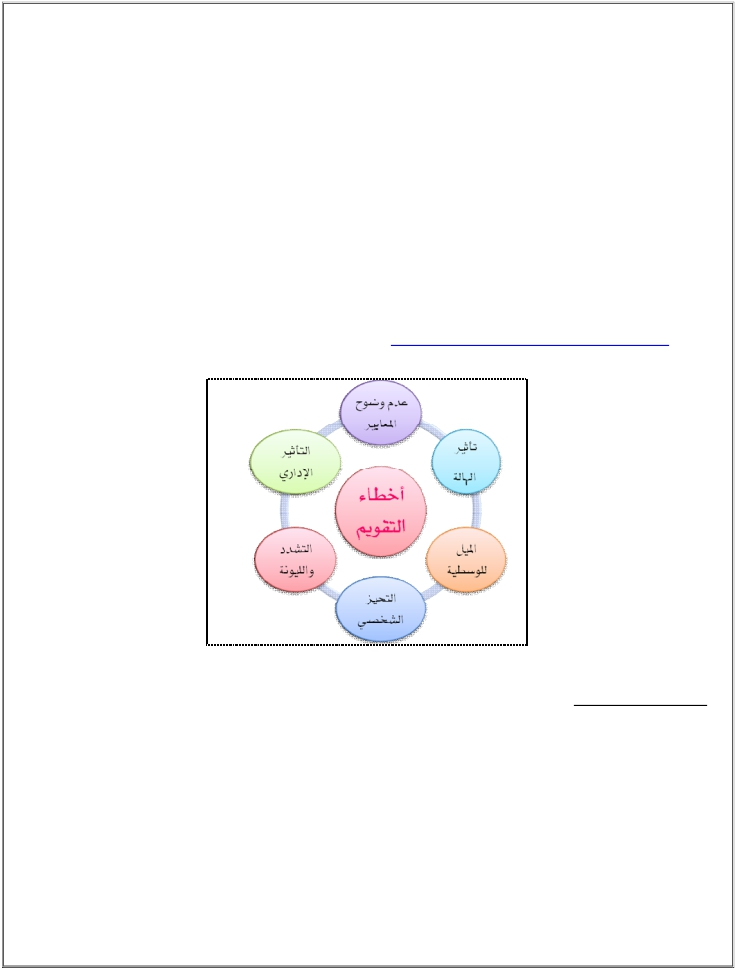 عدم وضوح
المعايير
تأثير
الهالة
الميل
للوسطية
التحيز
الشخصي
التشدد
والليونة
التأثير
الإداري
أخطاء
التقويم